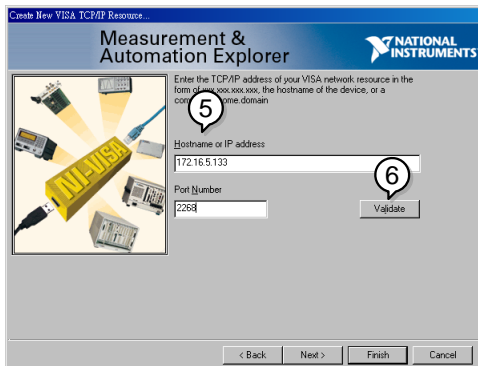 Create New VISA TCP/IP Resource...
Measurement &
Automation Explorer
NATIONAL
INSTRUMENTS
Enter the TCP/IP address of your VISA network resource in the
form of xxx.xxx.xxx.xxx, the hostname of the device, or a
ome.domain
5
Hostname or IP address
172.16.5.133
6
Port Number
2268
Validate
NI-VISA
< Back
Next >
Finish
Cancel